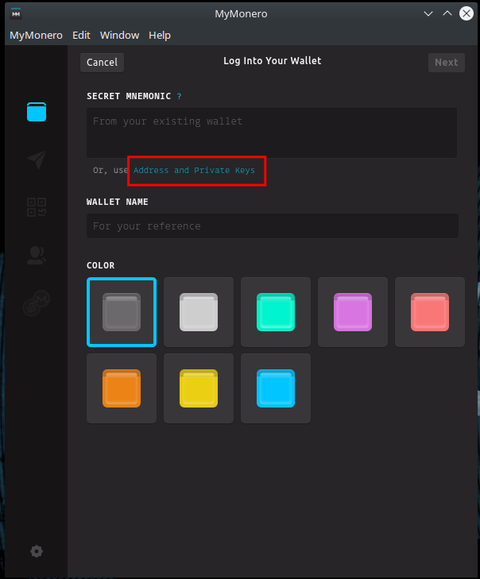 MyMonero
MyMonero Edit Window Help
Cancel
Log Into Your Wallet
Next
SECRET MNEMONIC ?
From your existing wallet
Or, use Address and Private Keys
WALLET NAME
For your reference
COLOR